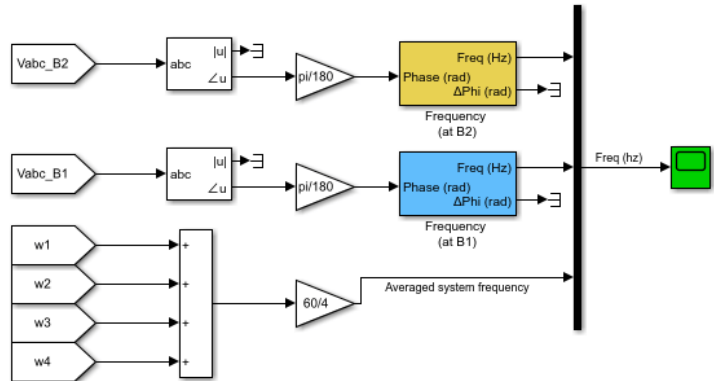 Vabc_B2
abc
|u|
∠u
pi/180
Phase (rad)
Freq (Hz)
ΔPhi (rad)
Frequency
(at B2)
Vabc_B1
abc
|u|
∠u
pi/180
Phase (rad)
Freq (Hz)
ΔPhi (rad)
Frequency
(at B1)
Freq (hz)
w1
w2
w3
w4
+
+
+
+
60/4
Averaged system frequency